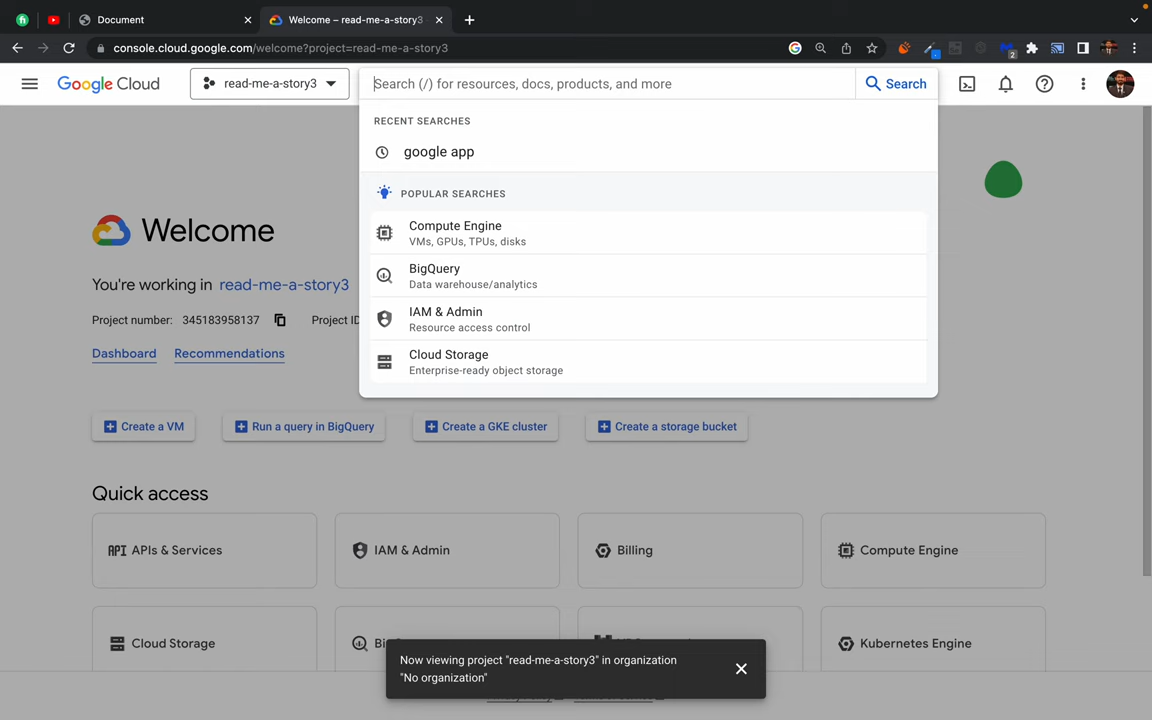 Document
Welcome – read-me-a-story3
console.cloud.google.com/welcome?project=read-me-a-story3
2
Google Cloud
read-me-a-story3
Search (/) for resources, docs, products, and more
Search
RECENT SEARCHES
google app
POPULAR SEARCHES
Compute Engine
VMs, GPUs, TPUs, disks
BigQuery
Data warehouse/analytics
IAM & Admin
Resource access control
Cloud Storage
Enterprise-ready object storage
Welcome
You're working in read-me-a-story3
Project number: 345183958137 Project ID
Dashboard Recommendations
Create a VM
Run a query in BigQuery
Create a GKE cluster
Create a storage bucket
Quick access
API APIs & Services
IAM & Admin
Billing
Compute Engine
Cloud Storage
Kubernetes Engine
Now viewing project "read-me-a-story3" in organization
"No organization"